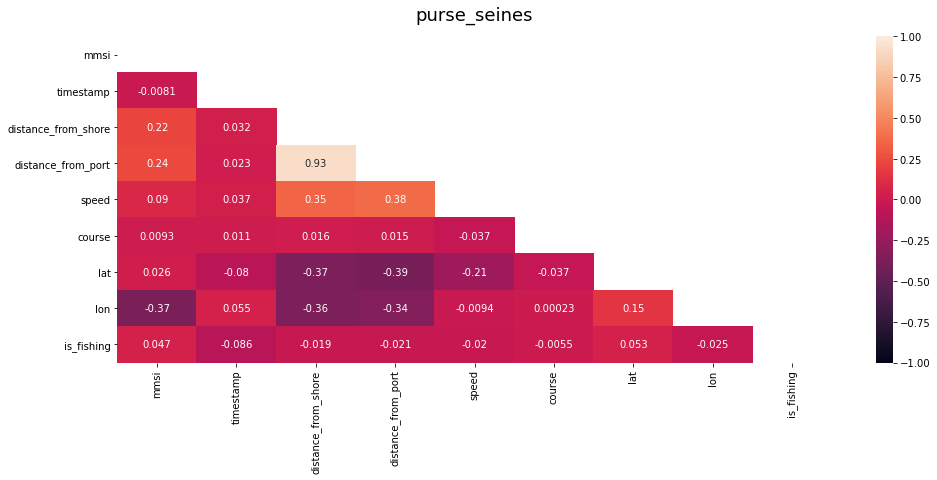 purse_seines
mmsi
timestamp -0.0081
distance_from_shore 0.22 0.032
distance_from_port 0.24 0.023 0.93
speed 0.09 0.037 0.35 0.38
course 0.0093 0.011 0.016 0.015 -0.037
lat 0.026 -0.08 -0.37 -0.39 -0.21 -0.037
lon -0.37 0.055 -0.36 -0.34 -0.0094 0.00023 0.15
is_fishing 0.047 -0.086 -0.019 -0.021 -0.02 -0.0055 0.053 -0.025
mmsi timestamp distance_from_shore distance_from_port speed course lat lon is_fishing
1.00
0.75
0.50
0.25
0.00
-0.25
-0.50
-0.75
-1.00